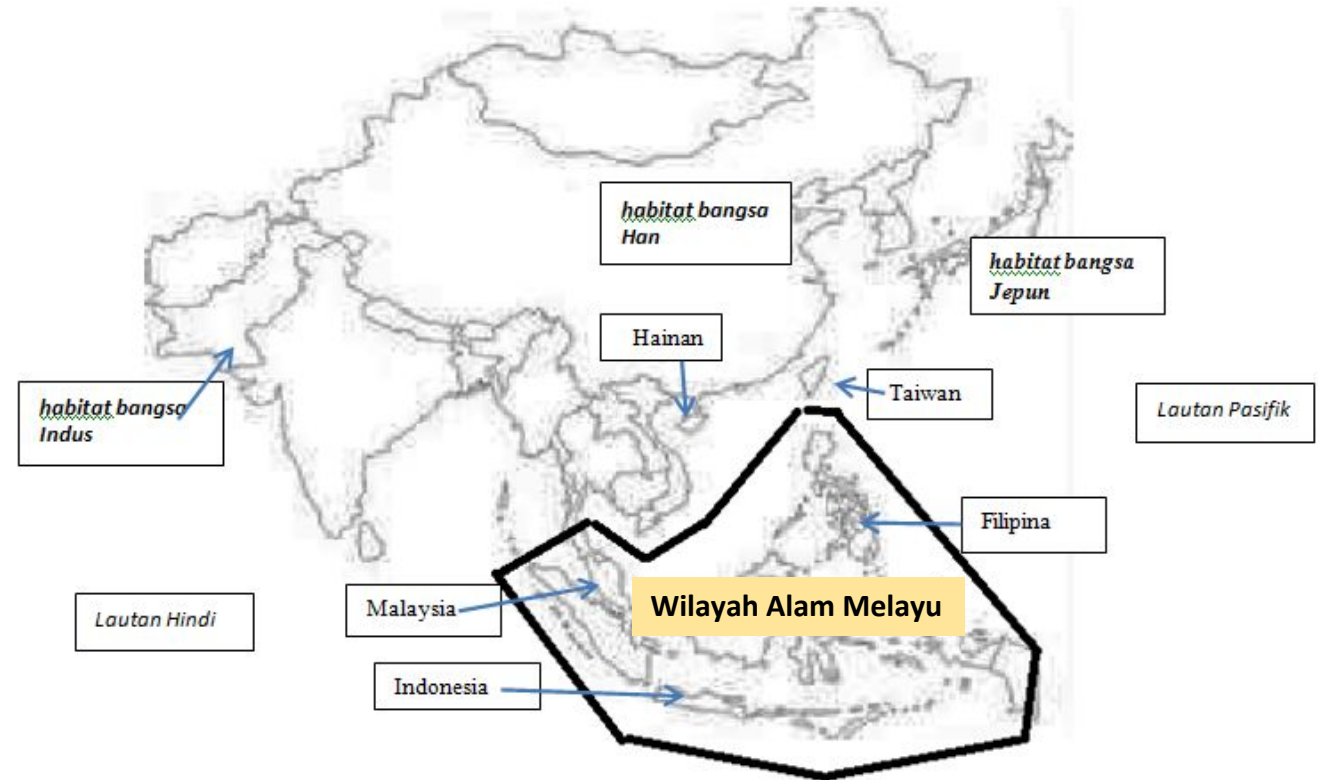 habitat bangsa
Han
habitat bangsa
Jepun
Hainan
Taiwan
habitat bangsa
Indus
Lautan Pasifik
Filipina
Malaysia
Wilayah Alam Melayu
Lautan Hindi
Indonesia